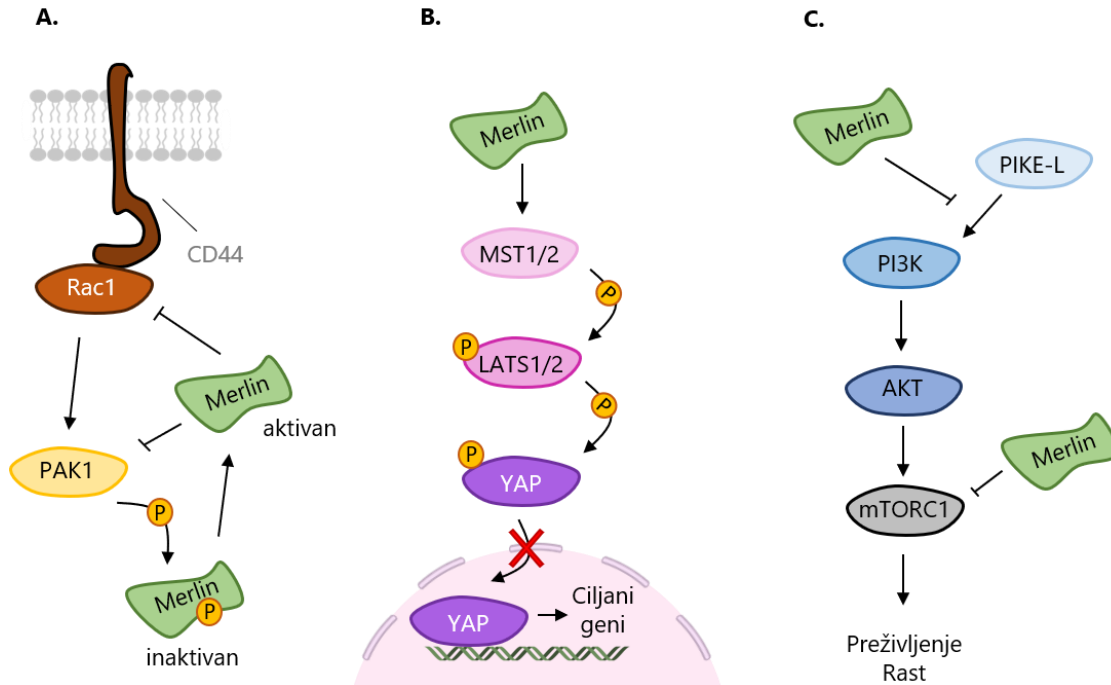 A.
CD44
Rac1
Merlin
aktivan
PAK1
P
Merlin
P
inaktivan
B.
Merlin
MST1/2
P
P
LATS1/2
P
P
YAP
YAP
Ciljani
geni
C.
Merlin
PIKE-L
PI3K
AKT
Merlin
mTORC1
Preživljenje
Rast